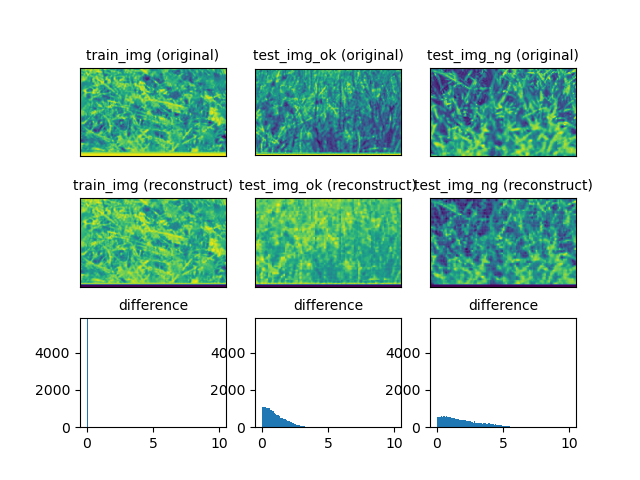 train_img (original) test_img_ok (original) test_img_ng (original)
train_img (reconstruct) test_img_ok (reconstruct) test_img_ng (reconstruct)
difference difference difference
4000 4000 4000
2000 2000 2000
0 0 0
0 5 10 0 5 10 0 5 10